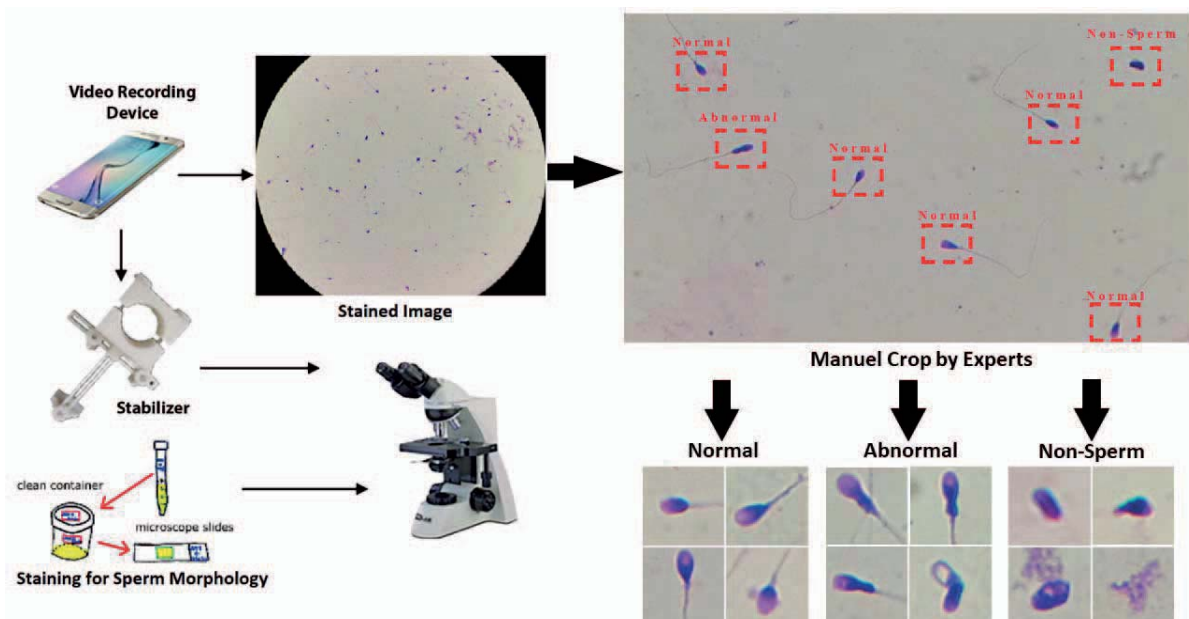 Video Recording
Device
Stained Image
Stabilizer
clean container
microscope slides
Staining for Sperm Morphology
Normal
Non-Sperm
Normal
Abnormal
Normal
Normal
Normal
Manuel Crop by Experts
Normal
Abnormal
Non-Sperm